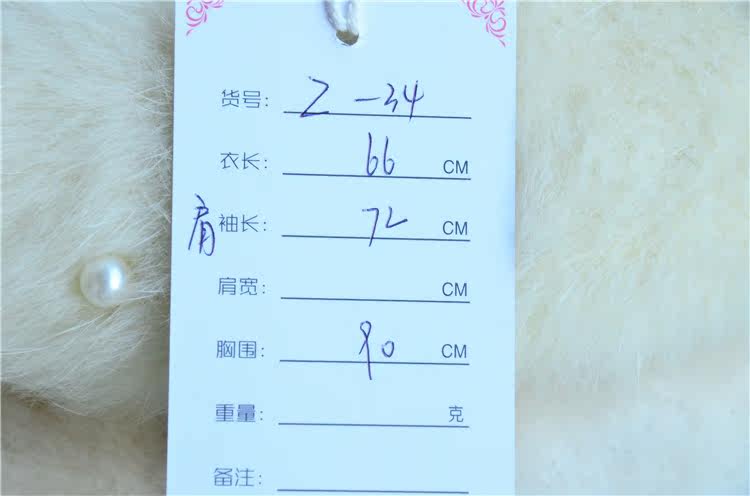 货号: Z-34
衣长: 66 CM
肩袖长: 72 CM
肩宽: CM
胸围: 90 CM
重量: 克
备注: